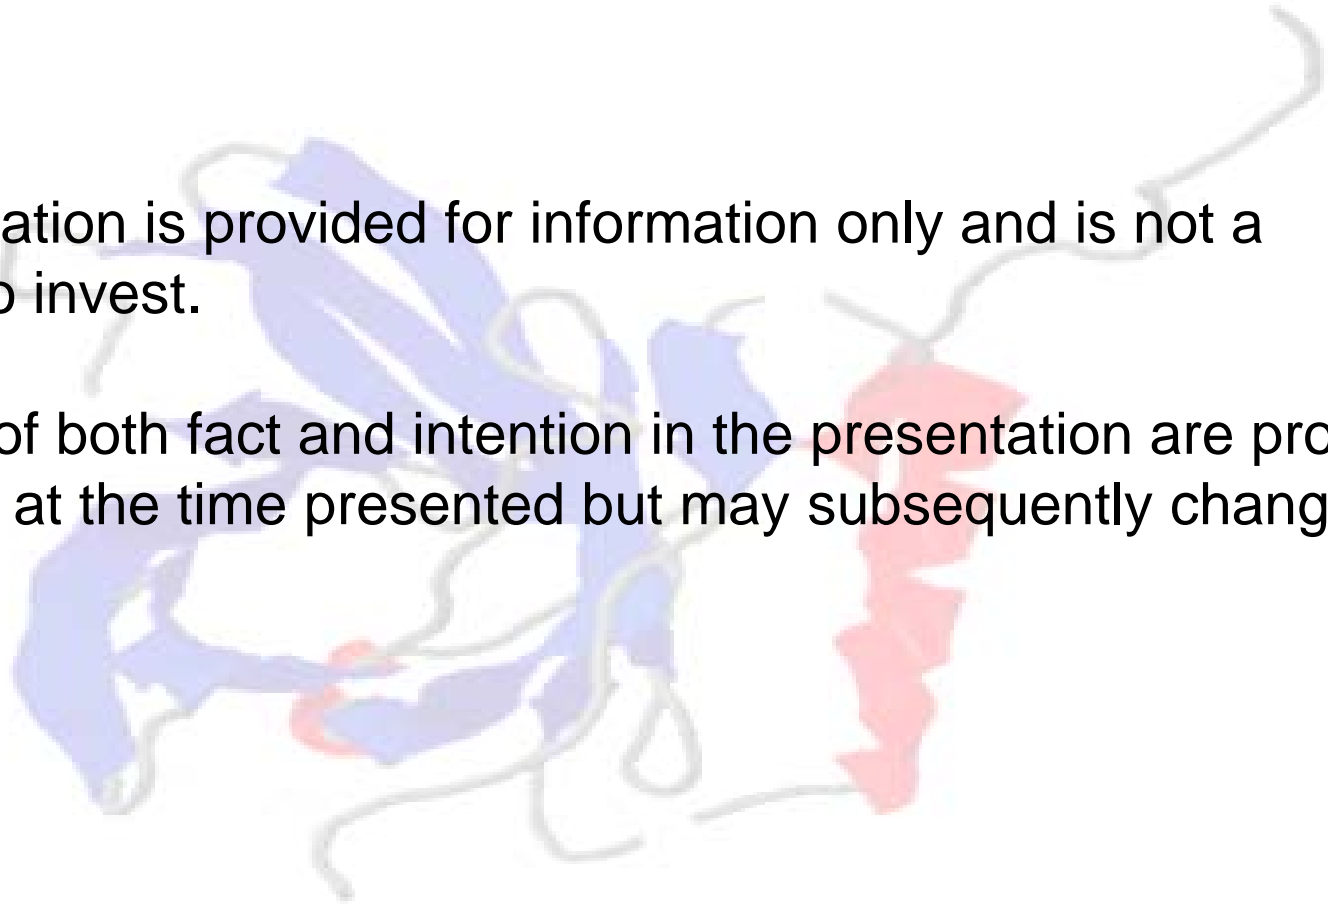 ation is provided for information only and is not a
o invest.
of both fact and intention in the presentation are pro
at the time presented but may subsequently chang